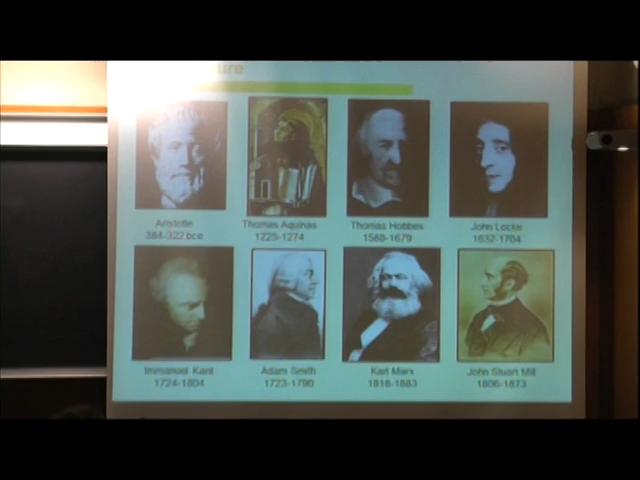 Aristotle
384-322 bce
Thomas Aquinas
1225-1274
Thomas Hobbes
1588-1679
John Locke
1632-1704
Immanuel Kant
1724-1804
Adam Smith
1723-1790
Karl Marx
1818-1883
John Stuart Mill
1806-1873